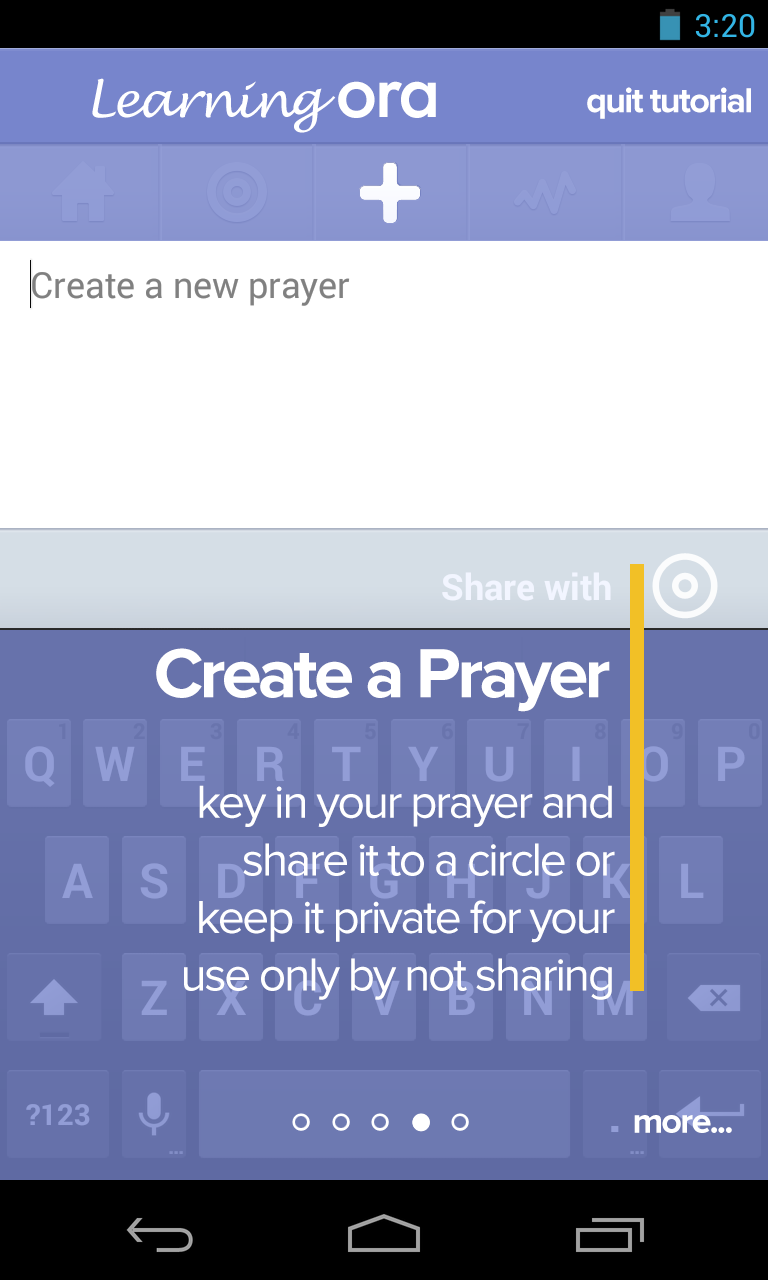 3:20
Learning ora
quit tutorial
Create a new prayer
Share with
Create a Prayer
1 2 3 4 5 6 7 8 9 0
Q W E R T Y U I O P
key in your prayer and
share it to a circle or
A S D F G H J K L
keep it private for your
use only by not sharing
Z X C V B N M
?123
... . ...
more...